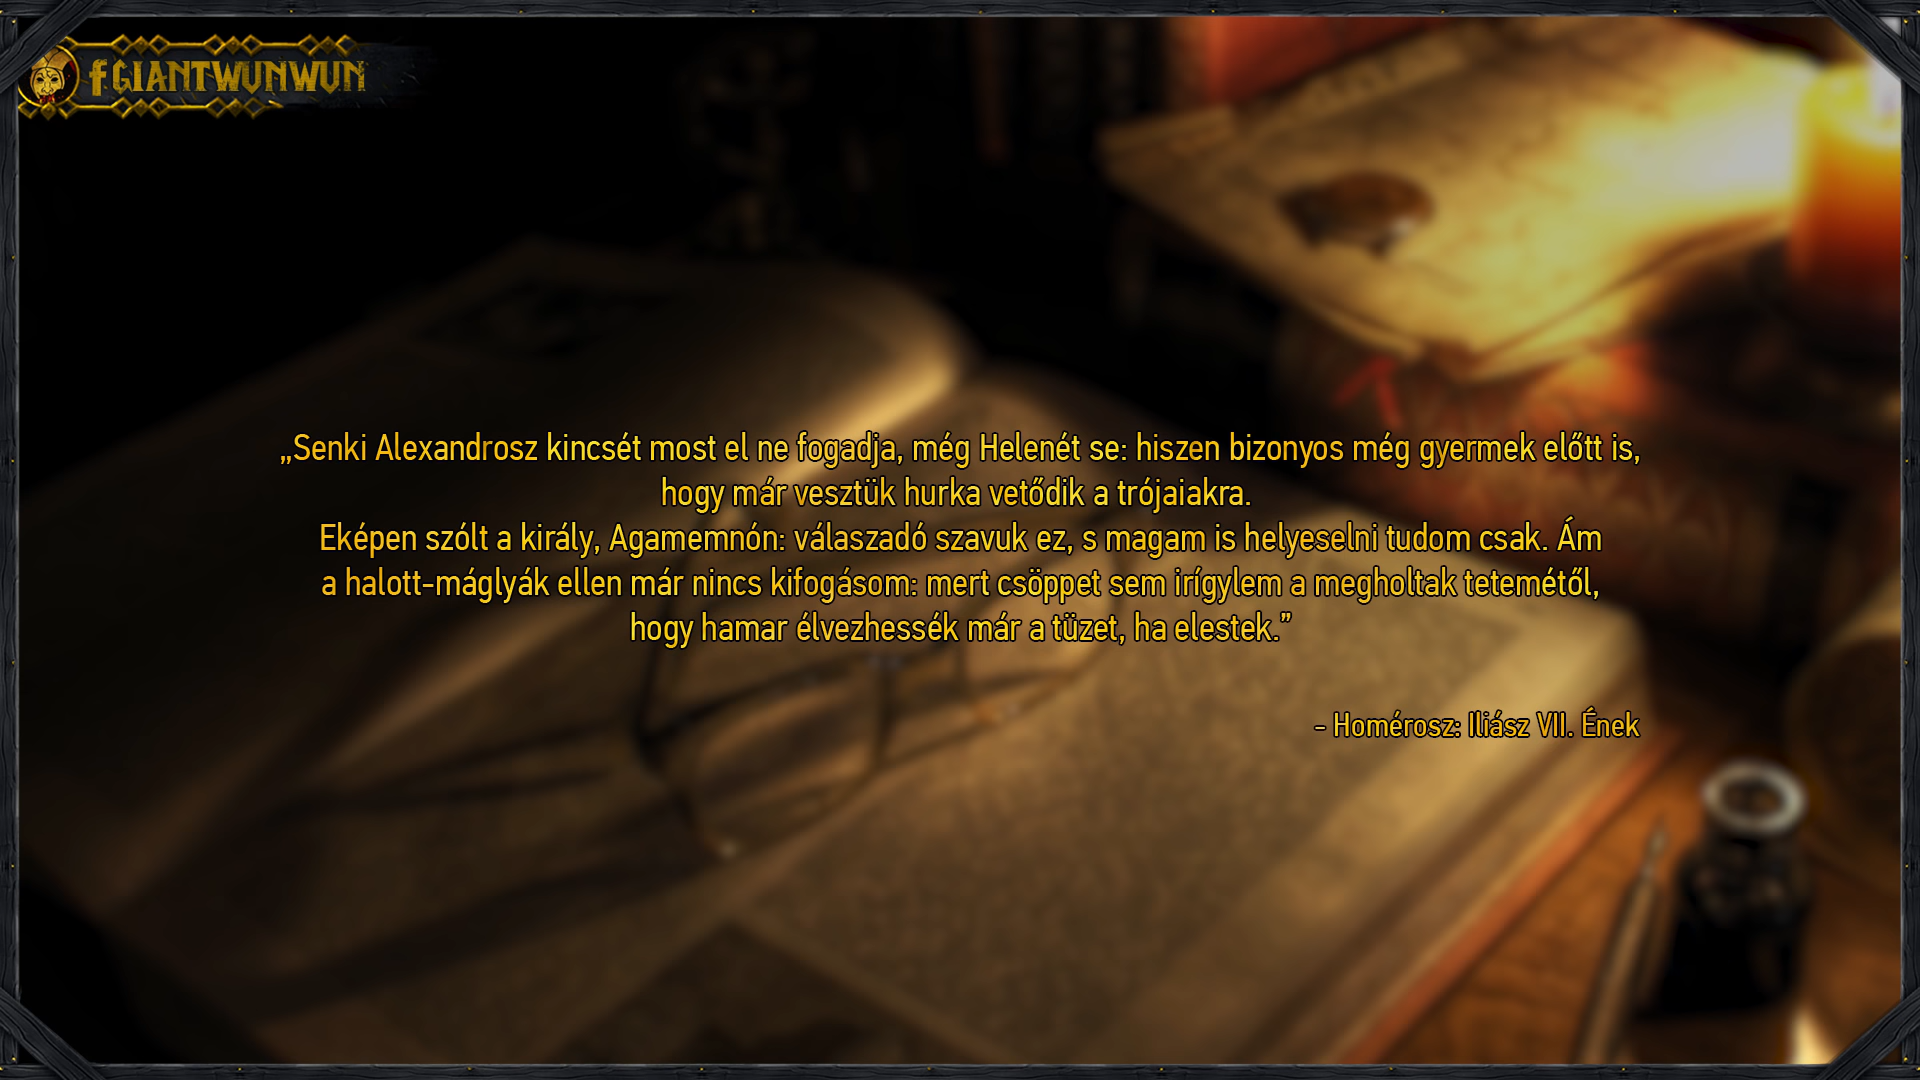 FGIANTWUNWUN
„Senki Alexandrosz kincsét most el ne fogadja, még Helenét se: hiszen bizonyos még gyermek előtt is,
hogy már vesztük hurka vetődik a trójaiakra.
Eképen szólt a király, Agamemnón: válaszadó szavuk ez, s magam is helyeselni tudom csak. Ám
a halott-máglyák ellen már nincs kifogásom: mert csöppet sem irígylem a megholtak tetemétől,
hogy hamar élvezhessék már a tüzet, ha elestek.”
- Homérosz: Iliász VII. Ének